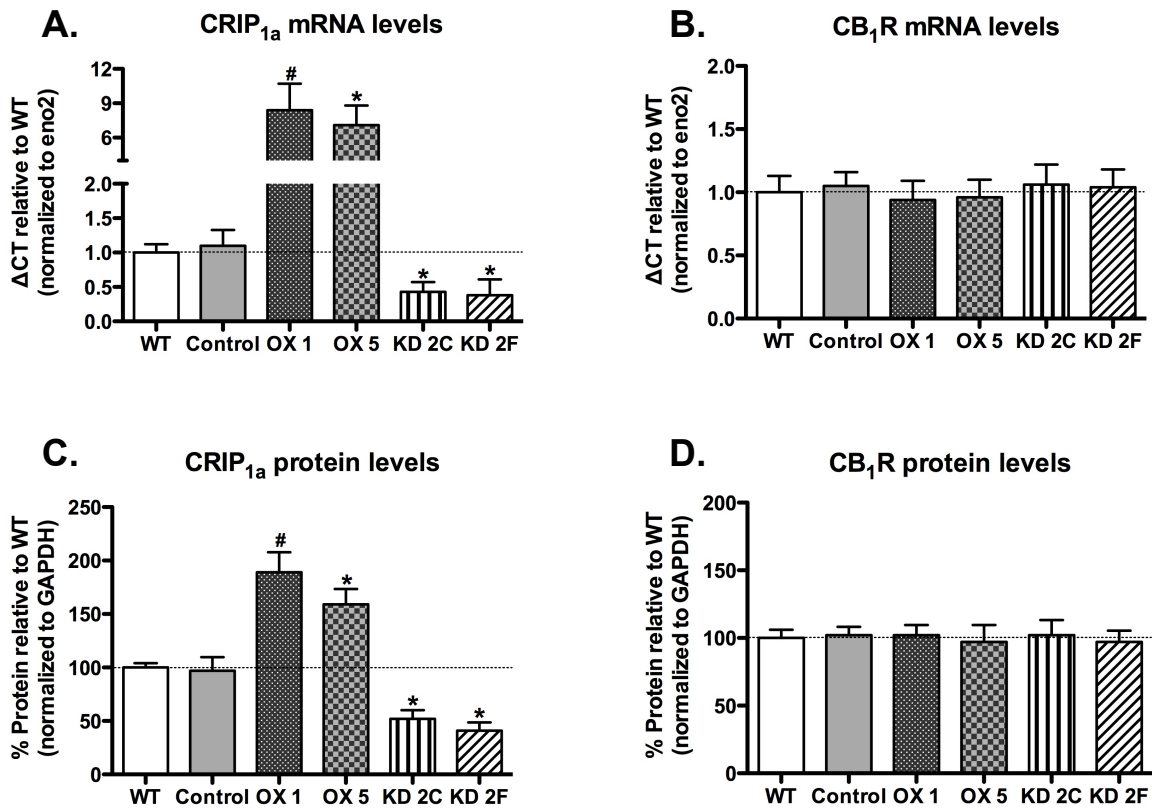 A.
CRIP1a mRNA levels
ΔCT relative to WT
(normalized to eno2)
12
9
6
2.0
1.5
1.0
0.5
0.0
#
*
*
*
WT Control OX 1 OX 5 KD 2C KD 2F
B.
CB1R mRNA levels
ΔCT relative to WT
(normalized to eno2)
2.0
1.5
1.0
0.5
0.0
WT Control OX 1 OX 5 KD 2C KD 2F
C.
CRIP1a protein levels
% Protein relative to WT
(normalized to GAPDH)
250
200
150
100
50
0
#
*
*
*
WT Control OX 1 OX 5 KD 2C KD 2F
D.
CB1R protein levels
% Protein relative to WT
(normalized to GAPDH)
200
150
100
50
0
WT Control OX 1 OX 5 KD 2C KD 2F